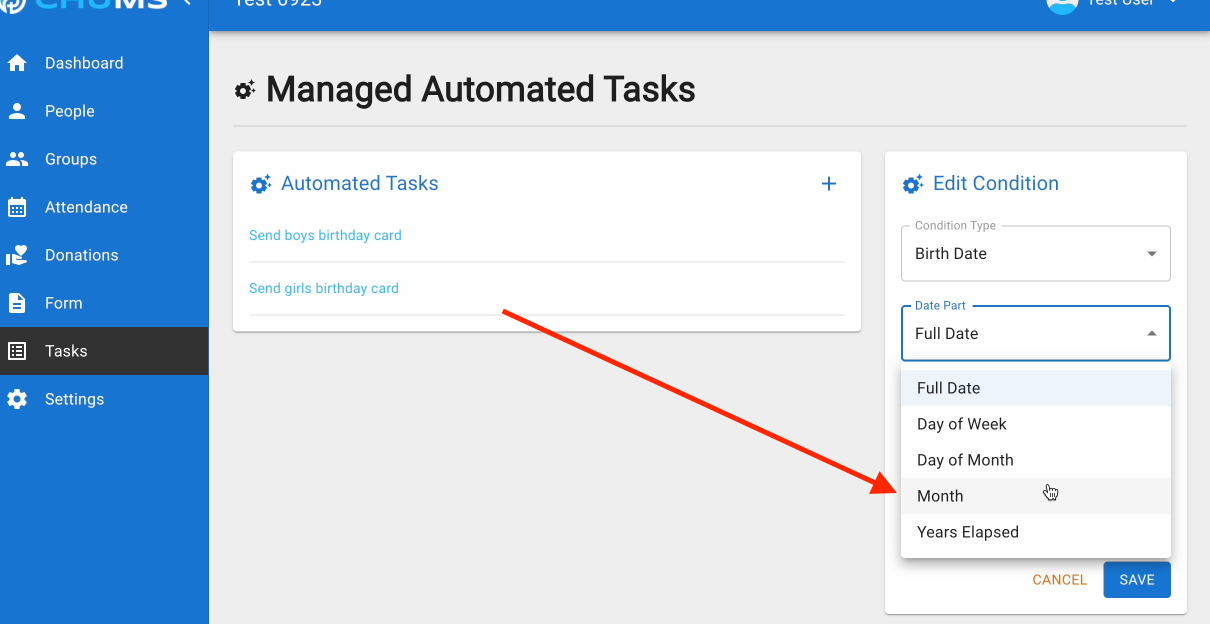 CHUMS
Test 0923
Test User
Dashboard
People
Groups
Attendance
Donations
Form
Tasks
Settings
Managed Automated Tasks
Automated Tasks
Send boys birthday card
Send girls birthday card
Edit Condition
Condition Type
Birth Date
Date Part
Full Date
Full Date
Day of Week
Day of Month
Month
Years Elapsed
CANCEL
SAVE